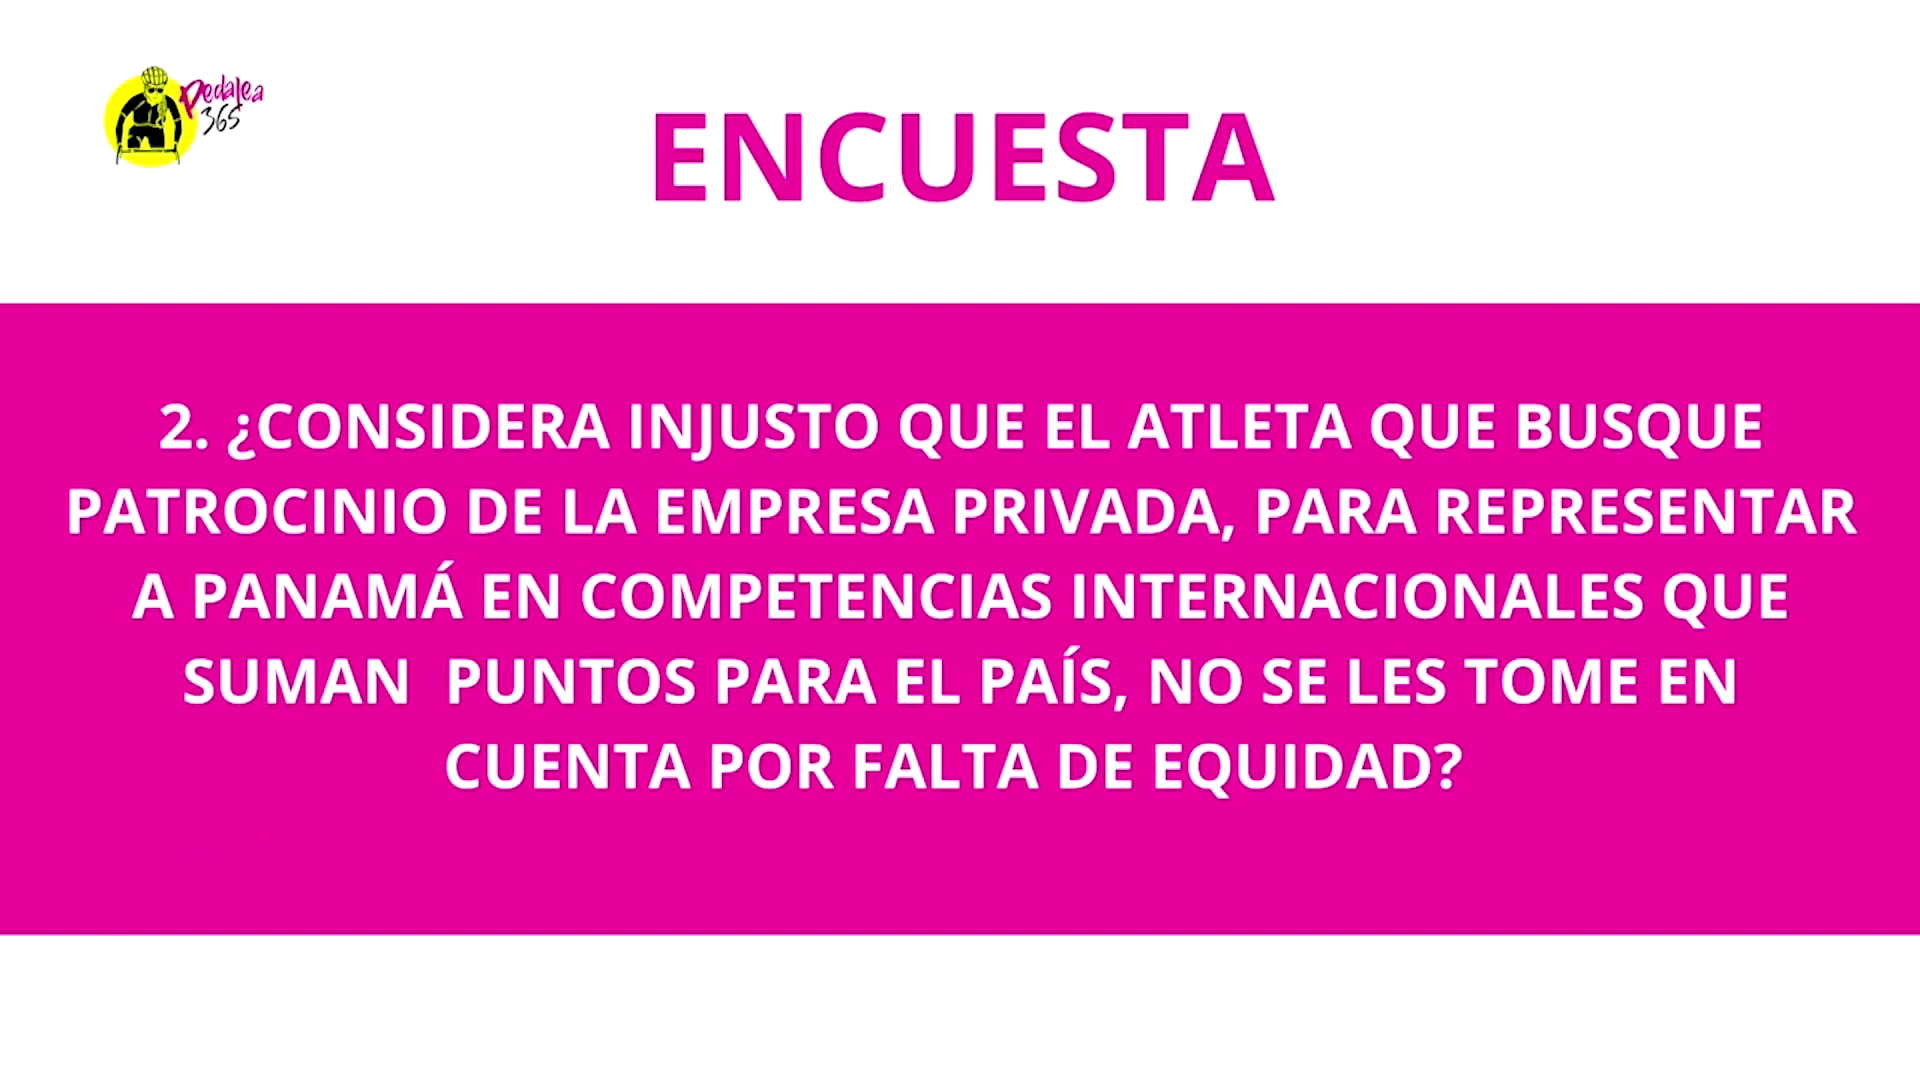 Pedalea
365
ENCUESTA
2. ¿CONSIDERA INJUSTO QUE EL ATLETA QUE BUSQUE
PATROCINIO DE LA EMPRESA PRIVADA, PARA REPRESENTAR
A PANAMÁ EN COMPETENCIAS INTERNACIONALES QUE
SUMAN  PUNTOS PARA EL PAÍS, NO SE LES TOME EN
CUENTA POR FALTA DE EQUIDAD?